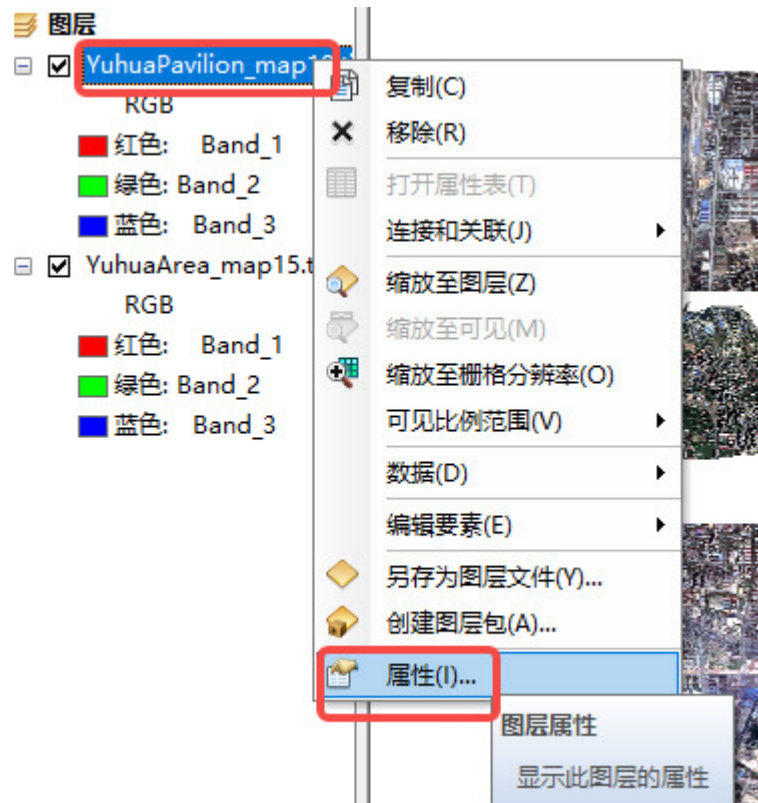 图层
YuhuaPavilion_map1
RGB
红色: Band_1
绿色: Band_2
蓝色: Band_3
YuhuaArea_map15.t
RGB
红色: Band_1
绿色: Band_2
蓝色: Band_3
复制(C)
移除(R)
打开属性表(T)
连接和关联(J)
缩放至图层(Z)
缩放至可见(M)
缩放至栅格分辨率(O)
可见比例范围(V)
数据(D)
编辑要素(E)
另存为图层文件(Y)...
创建图层包(A)...
属性(I)...
图层属性
显示此图层的属性